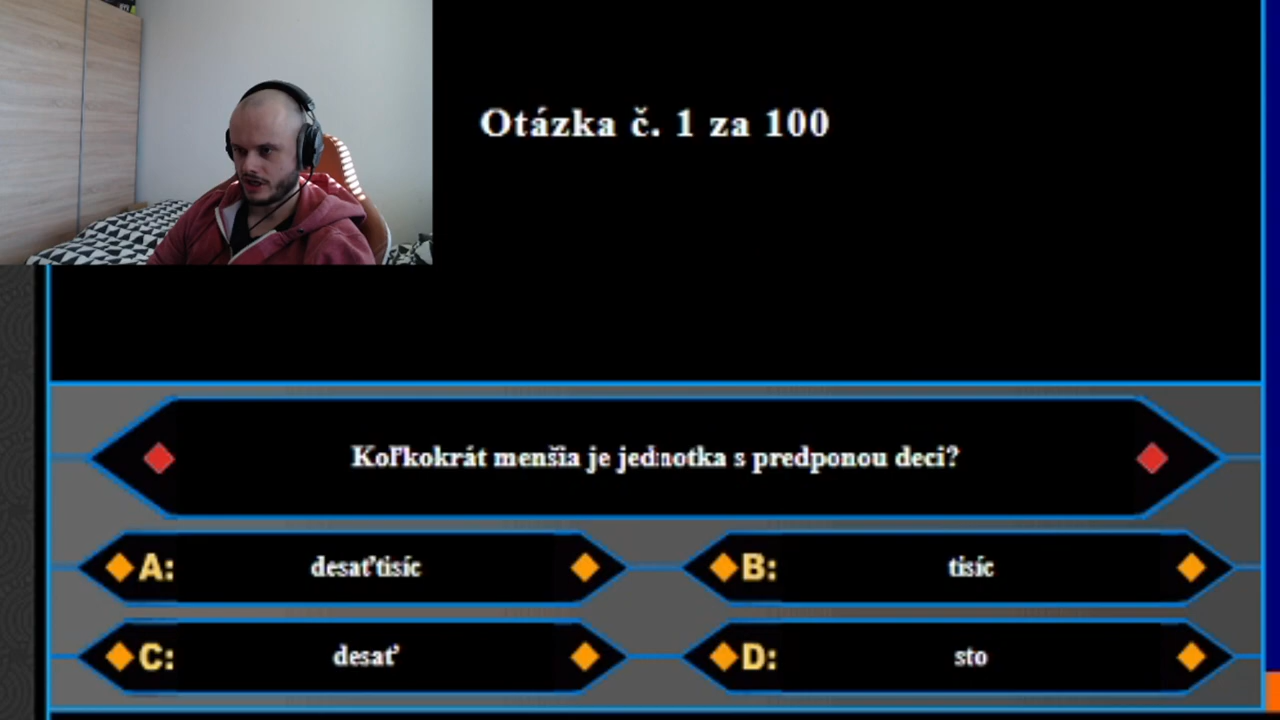 Otázka č. 1 za 100
Koľkokrát menšia je jednotka s predponou deci?
A: desaťtisíc
B: tisíc
C: desať
D: sto